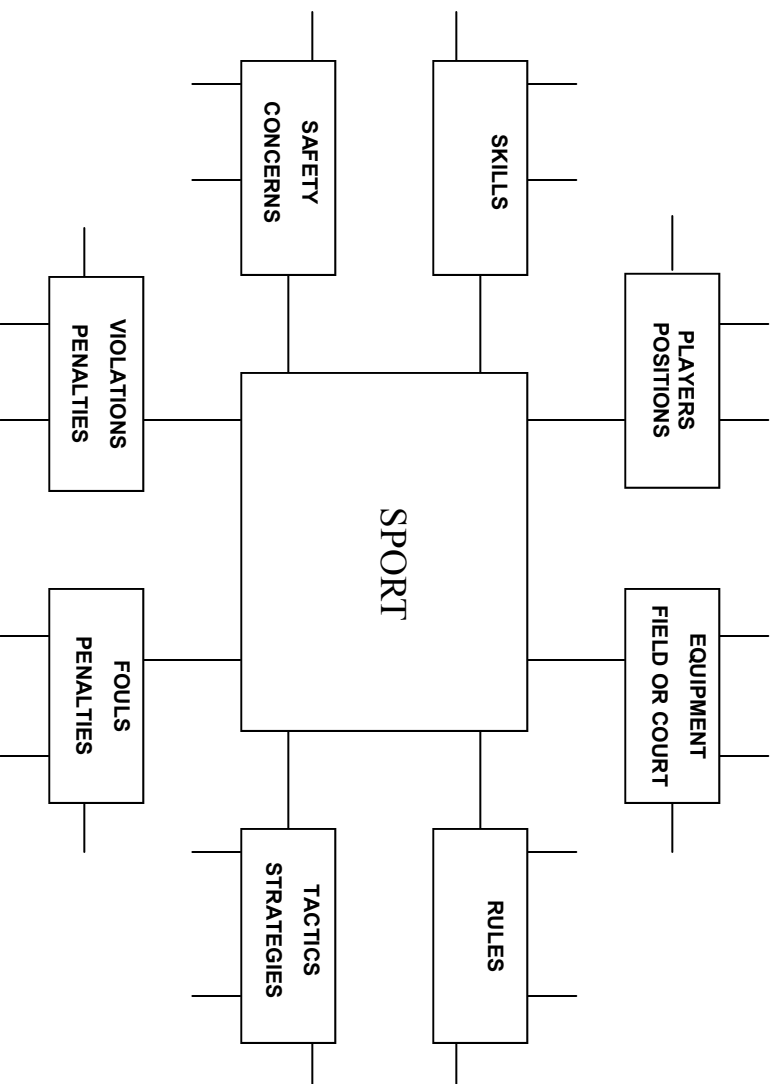 PLAYERS
POSITIONS
EQUIPMENT
FIELD OR COURT
SKILLS
RULES
SPORT
SAFETY
CONCERNS
TACTICS
STRATEGIES
VIOLATIONS
PENALTIES
FOULS
PENALTIES